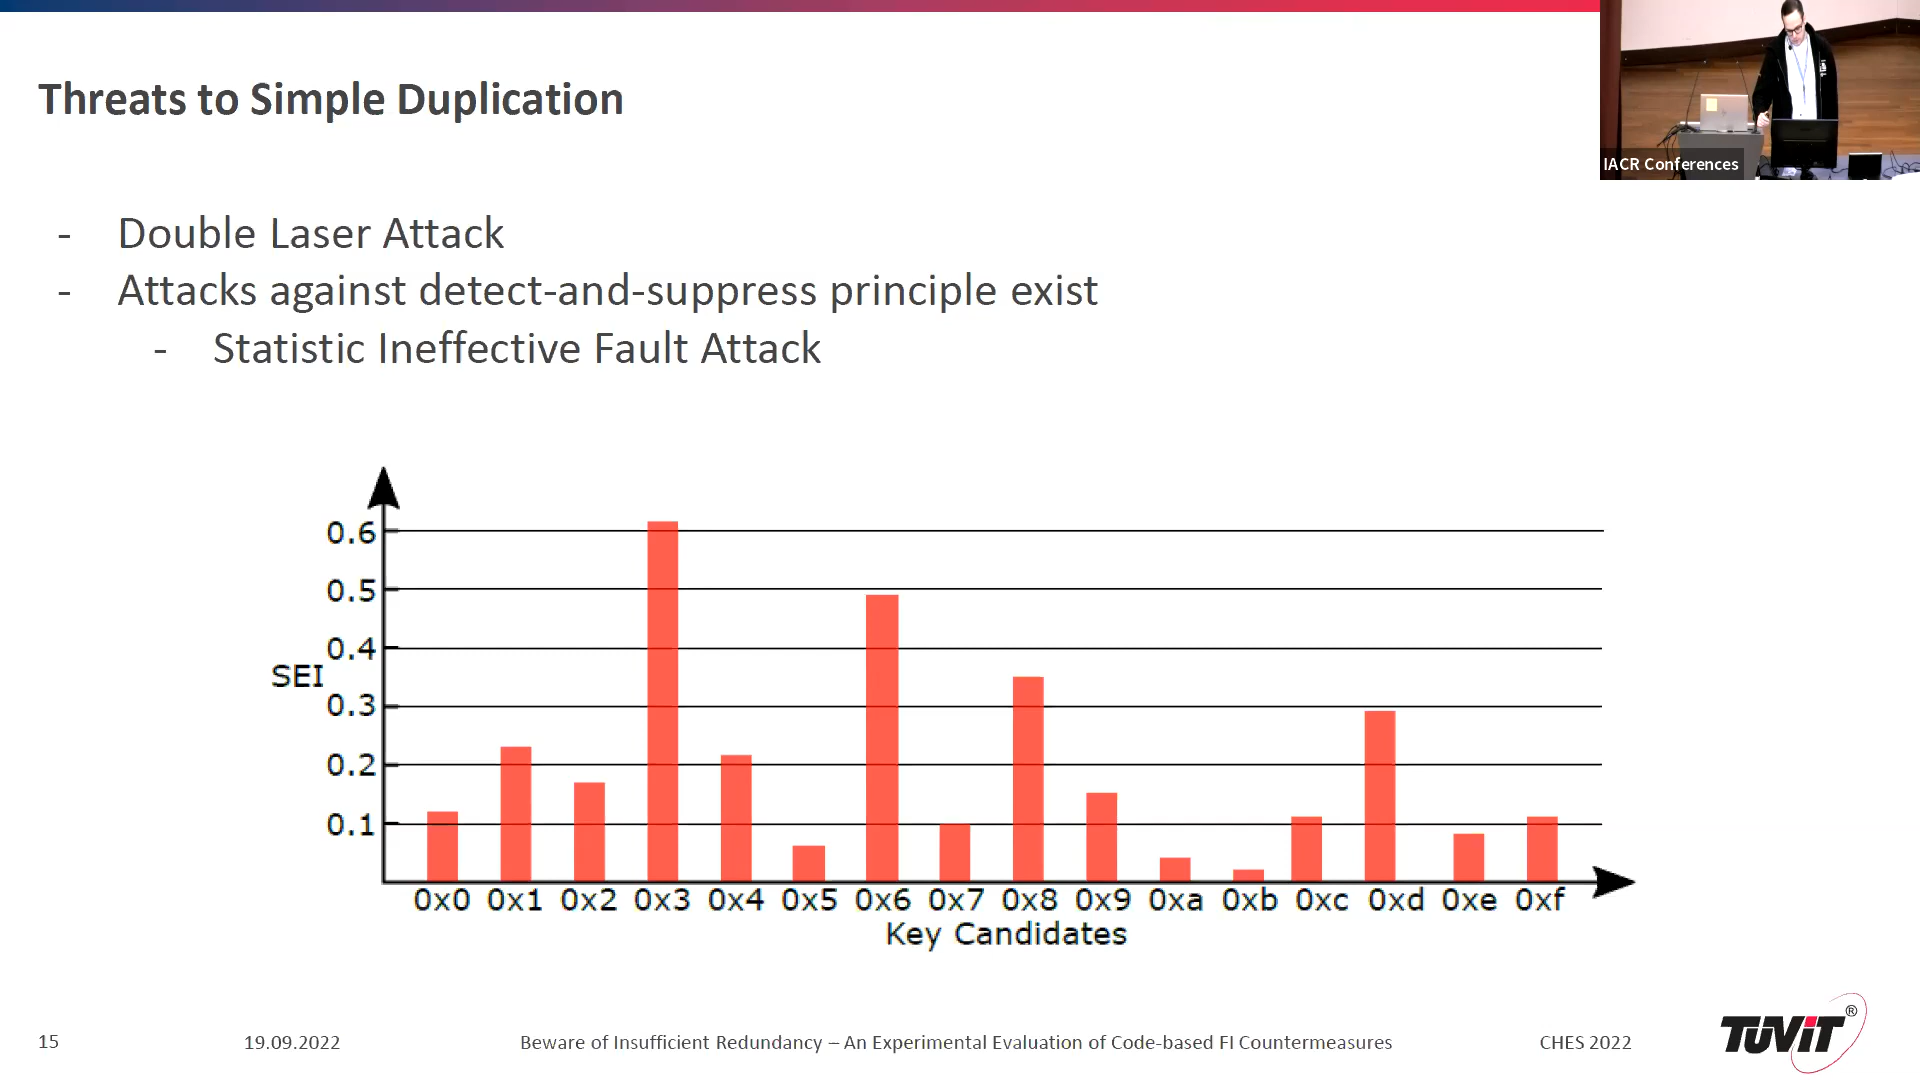 Threats to Simple Duplication
IACR Conferences
- Double Laser Attack
- Attacks against detect-and-suppress principle exist
- Statistic Ineffective Fault Attack
0.6
0.5
0.4
SEI
0.3
0.2
0.1
0x0 0x1 0x2 0x3 0x4 0x5 0x6 0x7 0x8 0x9 0xa 0xb 0xc 0xd 0xe 0xf
Key Candidates
15 19.09.2022 Beware of Insufficient Redundancy – An Experimental Evaluation of Code-based FI Countermeasures CHES 2022
TÜViT®